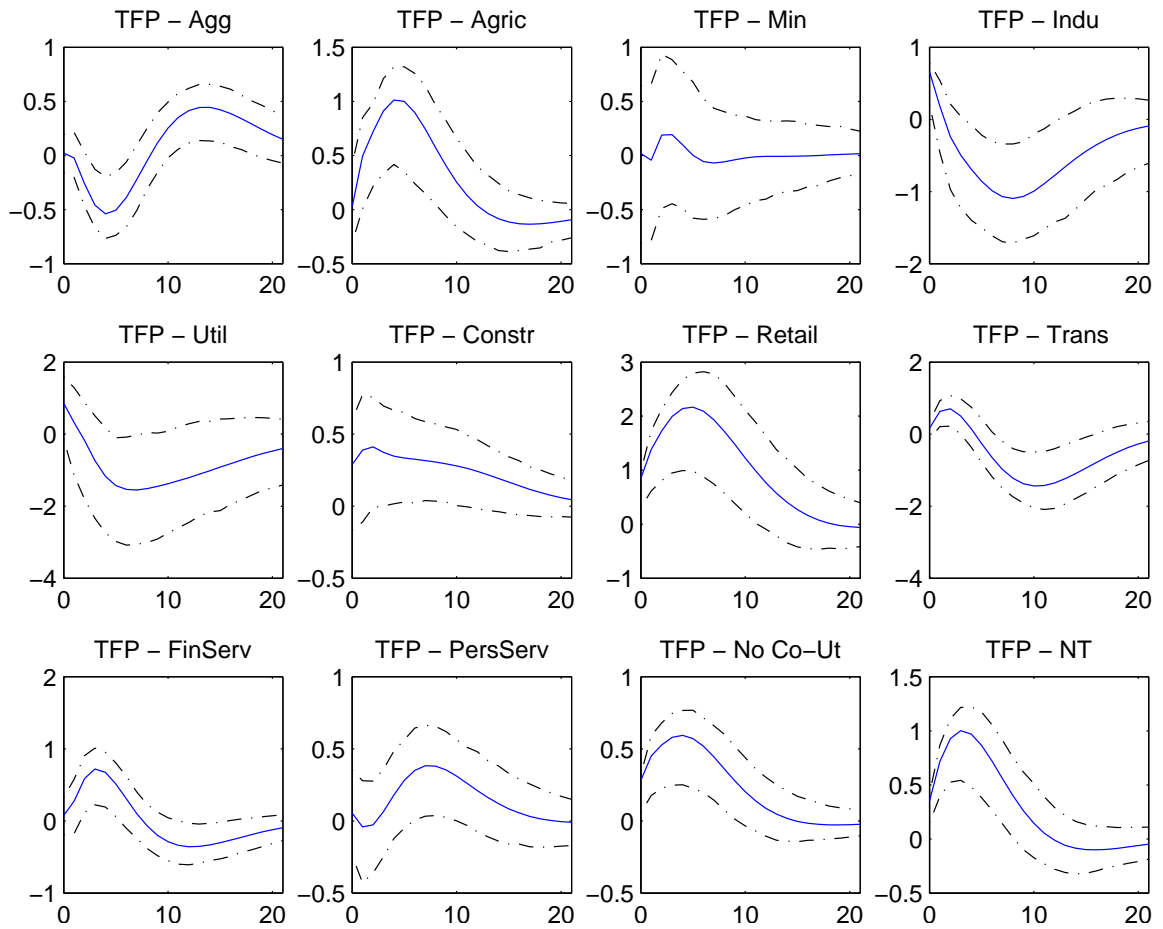 TFP − Agg
1
0.5
0
−0.5
−1
0 10 20
TFP − Agric
1.5
1
0.5
0
−0.5
0 10 20
TFP − Min
1
0.5
0
−0.5
−1
0 10 20
TFP − Indu
1
0
−1
−2
0 10 20
TFP − Util
2
0
−2
−4
0 10 20
TFP − Constr
1
0.5
0
−0.5
0 10 20
TFP − Retail
3
2
1
0
−1
0 10 20
TFP − Trans
2
0
−2
−4
0 10 20
TFP − FinServ
2
1
0
−1
0 10 20
TFP − PersServ
1
0.5
0
−0.5
0 10 20
TFP − No Co−Ut
1
0.5
0
−0.5
0 10 20
TFP − NT
1.5
1
0.5
0
−0.5
0 10 20